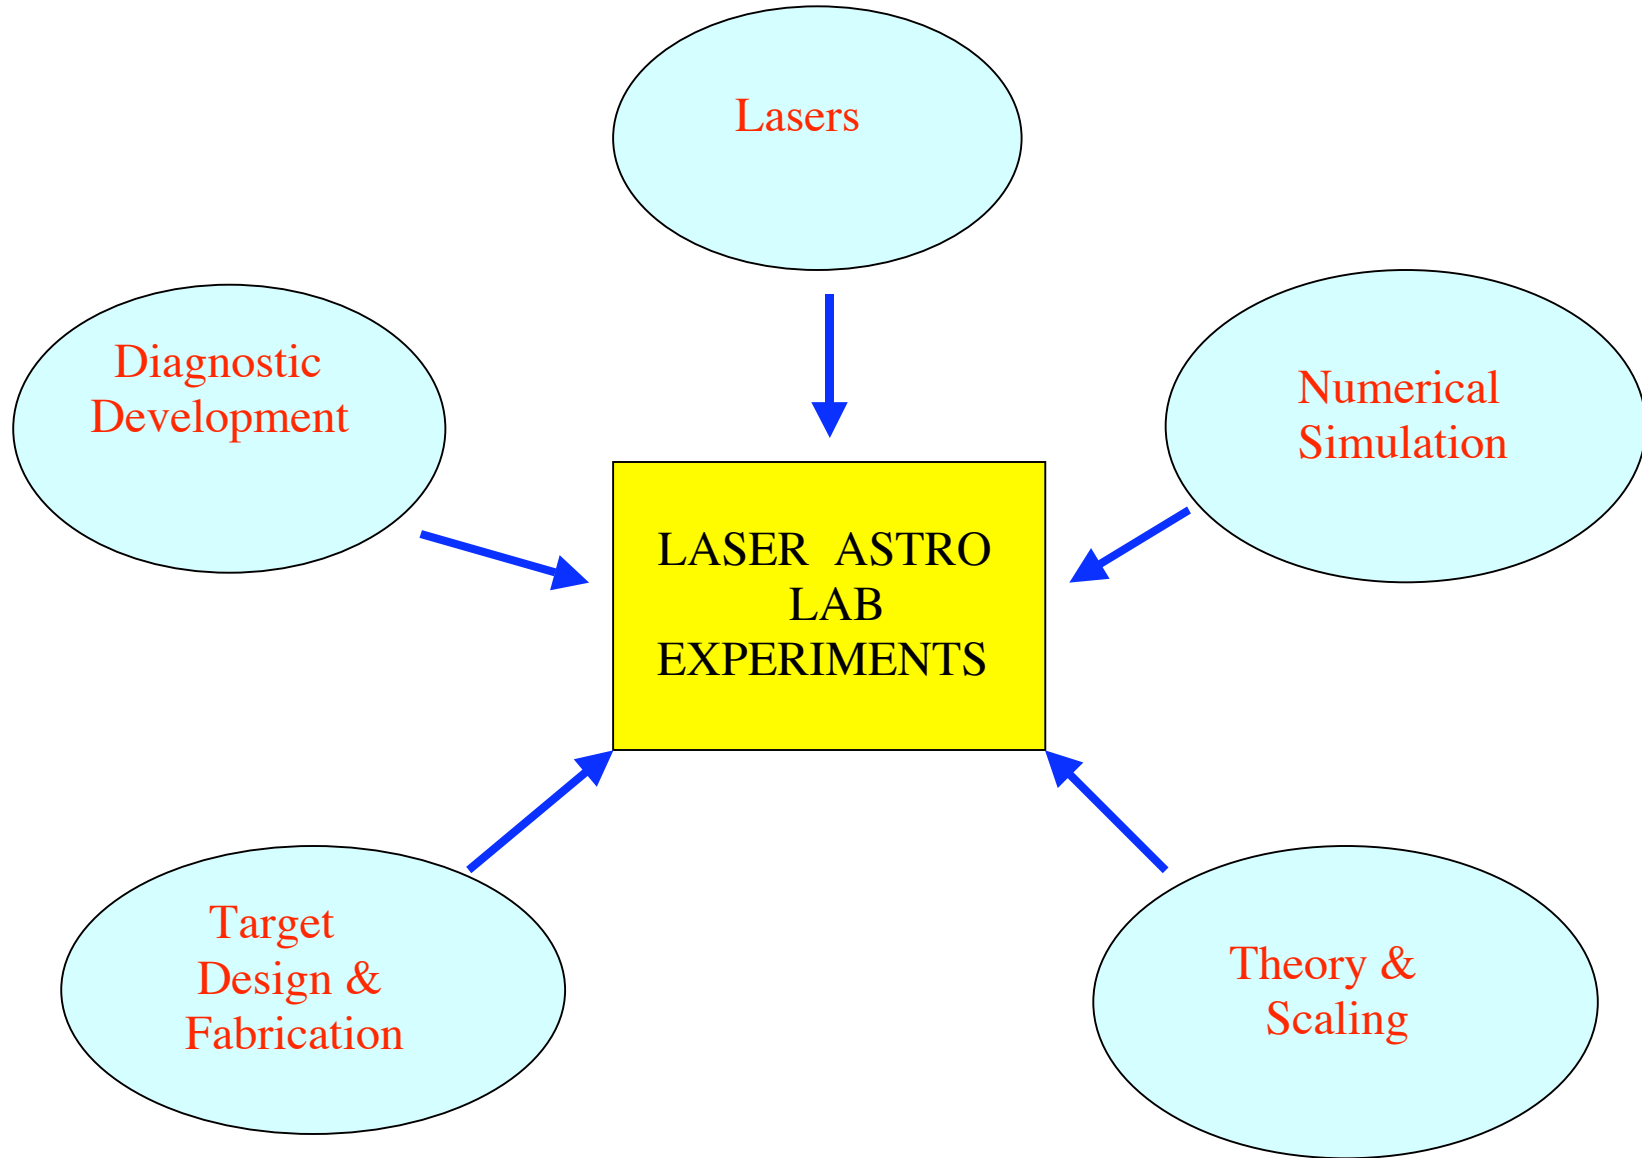 Lasers
Diagnostic
Development
Numerical
Simulation
LASER ASTRO
LAB
EXPERIMENTS
Target
Design &
Fabrication
Theory &
Scaling